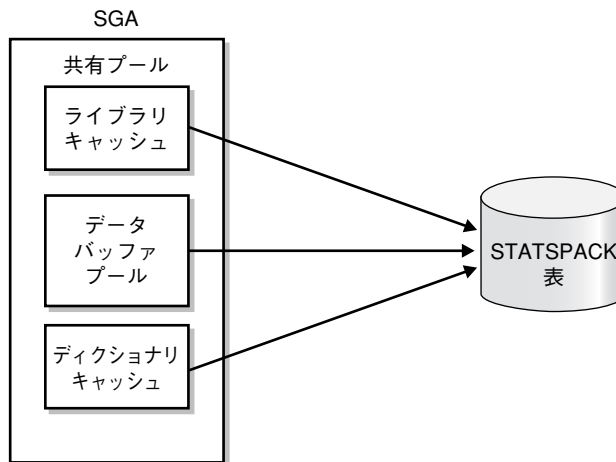 SGA
共有プール
ライブラリ
キャッシュ
データ
バッファ
プール
STATSPACK
表
ディクショナリ
キャッシュ